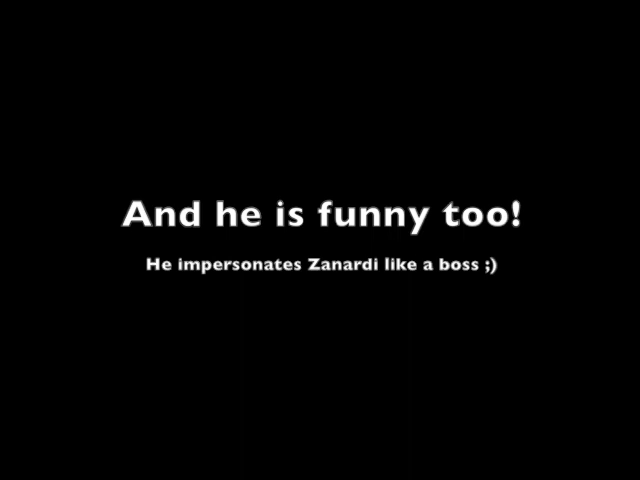 And he is funny too!
He impersonates Zanardi like a boss ;)